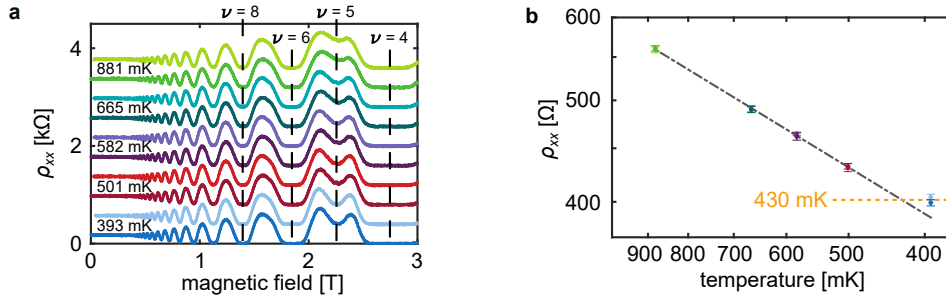 a
ν = 8
ν = 5
ν = 6
ν = 4
4
2
0
ρxx [kΩ]
881 mK
665 mK
582 mK
501 mK
393 mK
0
1
2
3
magnetic field [T]
b
600
500
400
ρxx [Ω]
430 mK
900 800 700 600 500 400
temperature [mK]